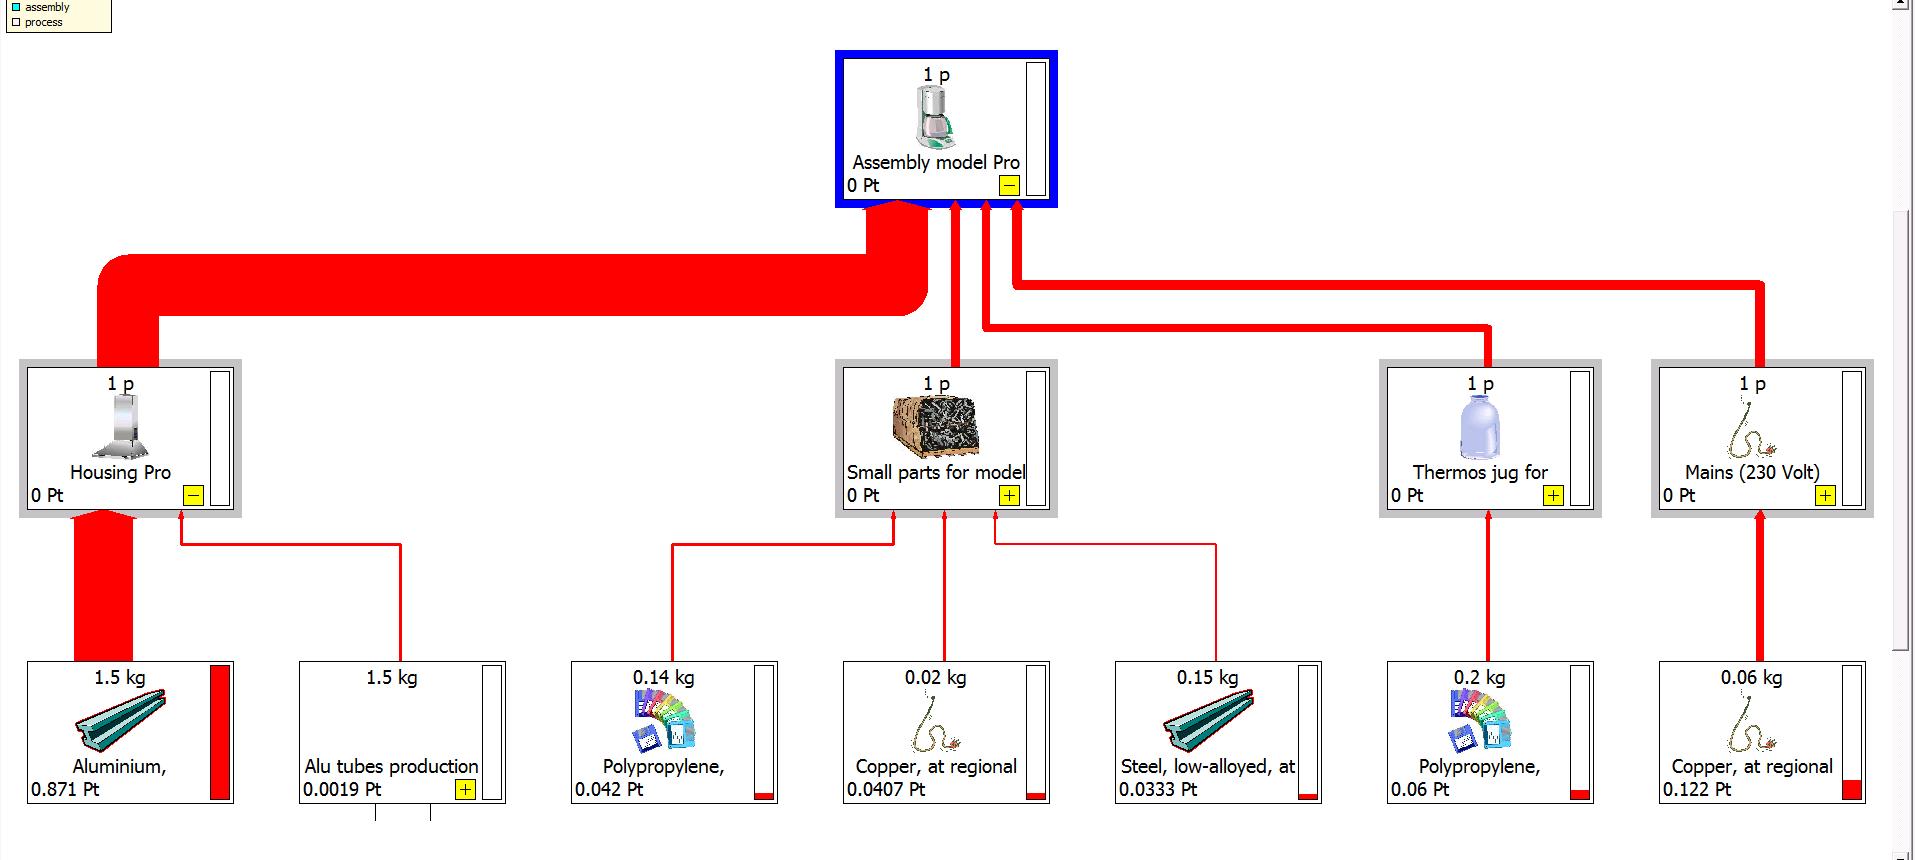 assembly
process
1 p
Assembly model Pro
0 Pt
1 p
Housing Pro
0 Pt
1 p
Small parts for model
0 Pt
1 p
Thermos jug for
0 Pt
1 p
Mains (230 Volt)
0 Pt
1.5 kg
Aluminium,
0.871 Pt
1.5 kg
Alu tubes production
0.0019 Pt
0.14 kg
Polypropylene,
0.042 Pt
0.02 kg
Copper, at regional
0.0407 Pt
0.15 kg
Steel, low-alloyed, at
0.0333 Pt
0.2 kg
Polypropylene,
0.06 Pt
0.06 kg
Copper, at regional
0.122 Pt